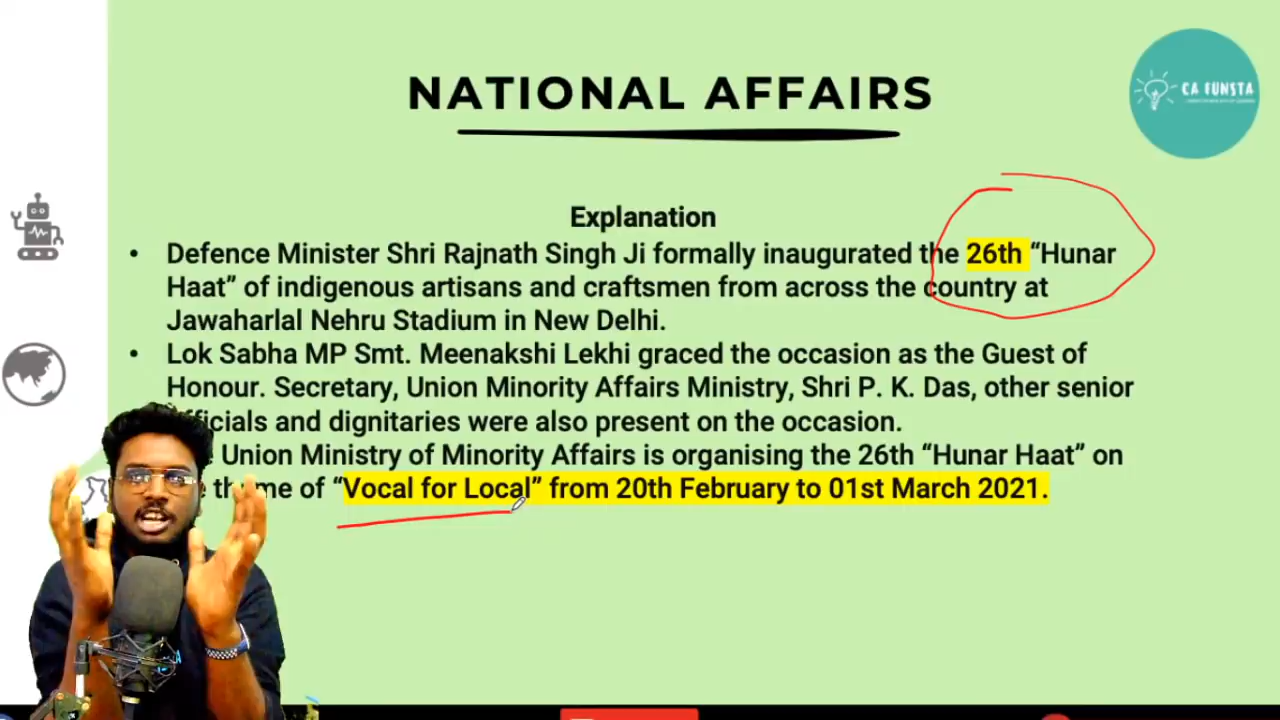 NATIONAL AFFAIRS
CA FUNSTA
Explanation
• Defence Minister Shri Rajnath Singh Ji formally inaugurated the 26th “Hunar
Haat” of indigenous artisans and craftsmen from across the country at
Jawaharlal Nehru Stadium in New Delhi.
• Lok Sabha MP Smt. Meenakshi Lekhi graced the occasion as the Guest of
Honour. Secretary, Union Minority Affairs Ministry, Shri P. K. Das, other senior
and dignitaries were also present on the occasion.
Union Ministry of Minority Affairs is organising the 26th “Hunar Haat” on
theme of “Vocal for Local” from 20th February to 01st March 2021.